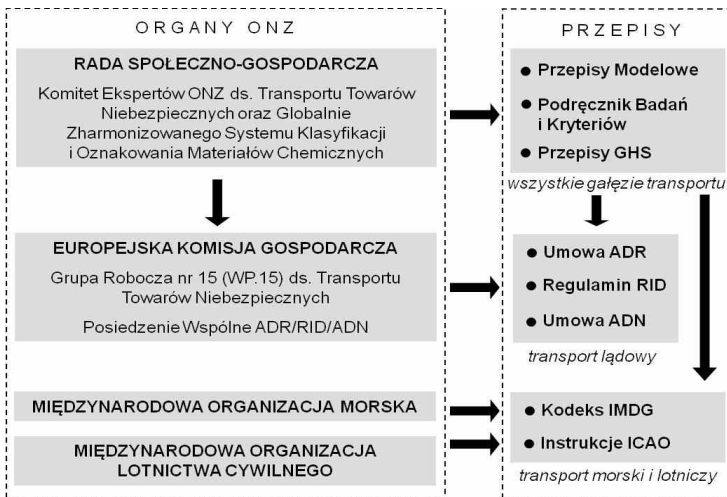 ORGANY ONZ
RADA SPOŁECZNO-GOSPODARCZA
Komitet Ekspertów ONZ ds. Transportu Towarów
Niebezpiecznych oraz Globalnie
Zharmonizowanego Systemu Klasyfikacji
i Oznakowania Materiałów Chemicznych
EUROPEJSKA KOMISJA GOSPODARCZA
Grupa Robocza nr 15 (WP.15) ds. Transportu
Towarów Niebezpiecznych
Posiedzenie Wspólne ADR/RID/ADN
MIĘDZYNARODOWA ORGANIZACJA MORSKA
MIĘDZYNARODOWA ORGANIZACJA
LOTNICTWA CYWILNEGO
PRZEPISY
● Przepisy Modelowe
● Podręcznik Badań
i Kryteriów
● Przepisy GHS
wszystkie gałęzie transportu
● Umowa ADR
● Regulamin RID
● Umowa ADN
transport lądowy
● Kodeks IMDG
● Instrukcje ICAO
transport morski i lotniczy